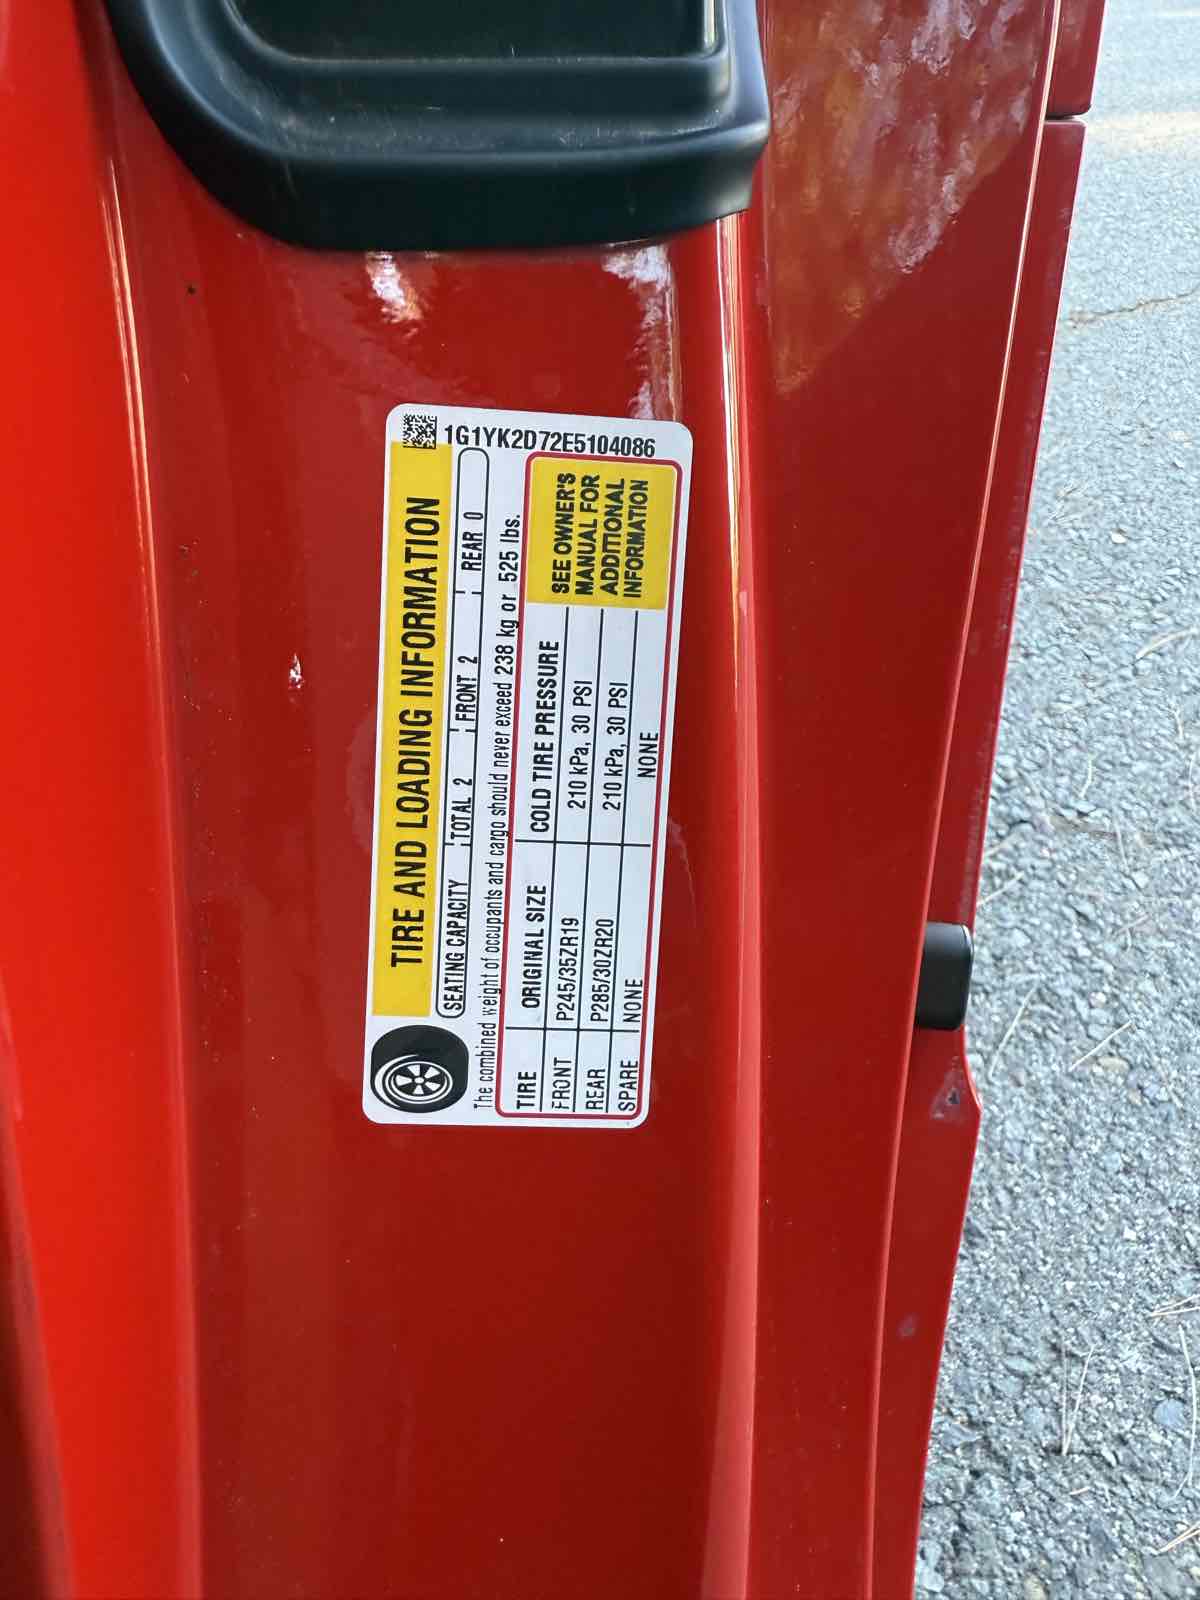 1G1YK2D72E5104086
TIRE AND LOADING INFORMATION
SEATING CAPACITY TOTAL 2 FRONT 2 REAR 0
The combined weight of occupants and cargo should never exceed 238 kg or 525 lbs.
TIRE ORIGINAL SIZE COLD TIRE PRESSURE
FRONT P245/35ZR19 210 kPa, 30 PSI
REAR P285/30ZR20 210 kPa, 30 PSI
SPARE NONE NONE
SEE OWNER'S
MANUAL FOR
ADDITIONAL
INFORMATION